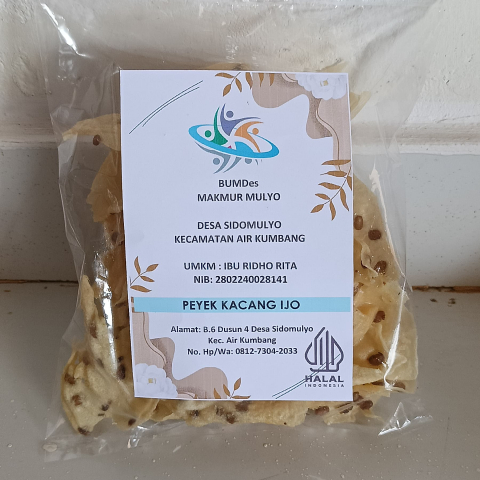 BUMDes
MAKMUR MULYO
DESA SIDOMULYO
KECAMATAN AIR KUMBANG
UMKM : IBU RIDHO RITA
NIB: 2802240028141
PEYEK KACANG IJO
Alamat: B.6 Dusun 4 Desa Sidomulyo
Kec. Air Kumbang
No. Hp/Wa: 0812-7304-2033
HALAL
INDONESIA